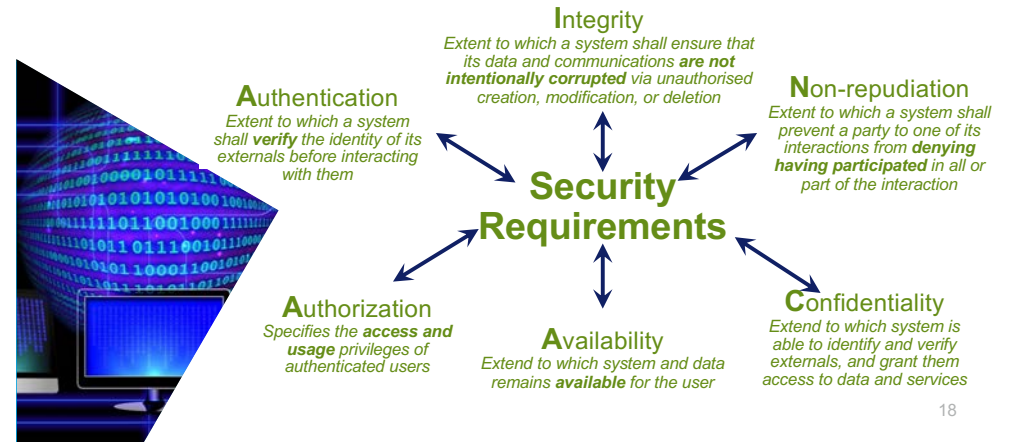 Integrity
Extent to which a system shall ensure that
its data and communications are not
intentionally corrupted via unauthorised
creation, modification, or deletion
Authentication
Extent to which a system
shall verify the identity of its
externals before interacting
with them
Non-repudiation
Extent to which a system shall
prevent a party to one of its
interactions from denying
having participated in all or
part of the interaction
Security
Requirements
Authorization
Specifies the access and
usage privileges of
authenticated users
Availability
Extend to which system and data
remains available for the user
Confidentiality
Extend to which system is
able to identify and verify
externals, and grant them
access to data and services
18